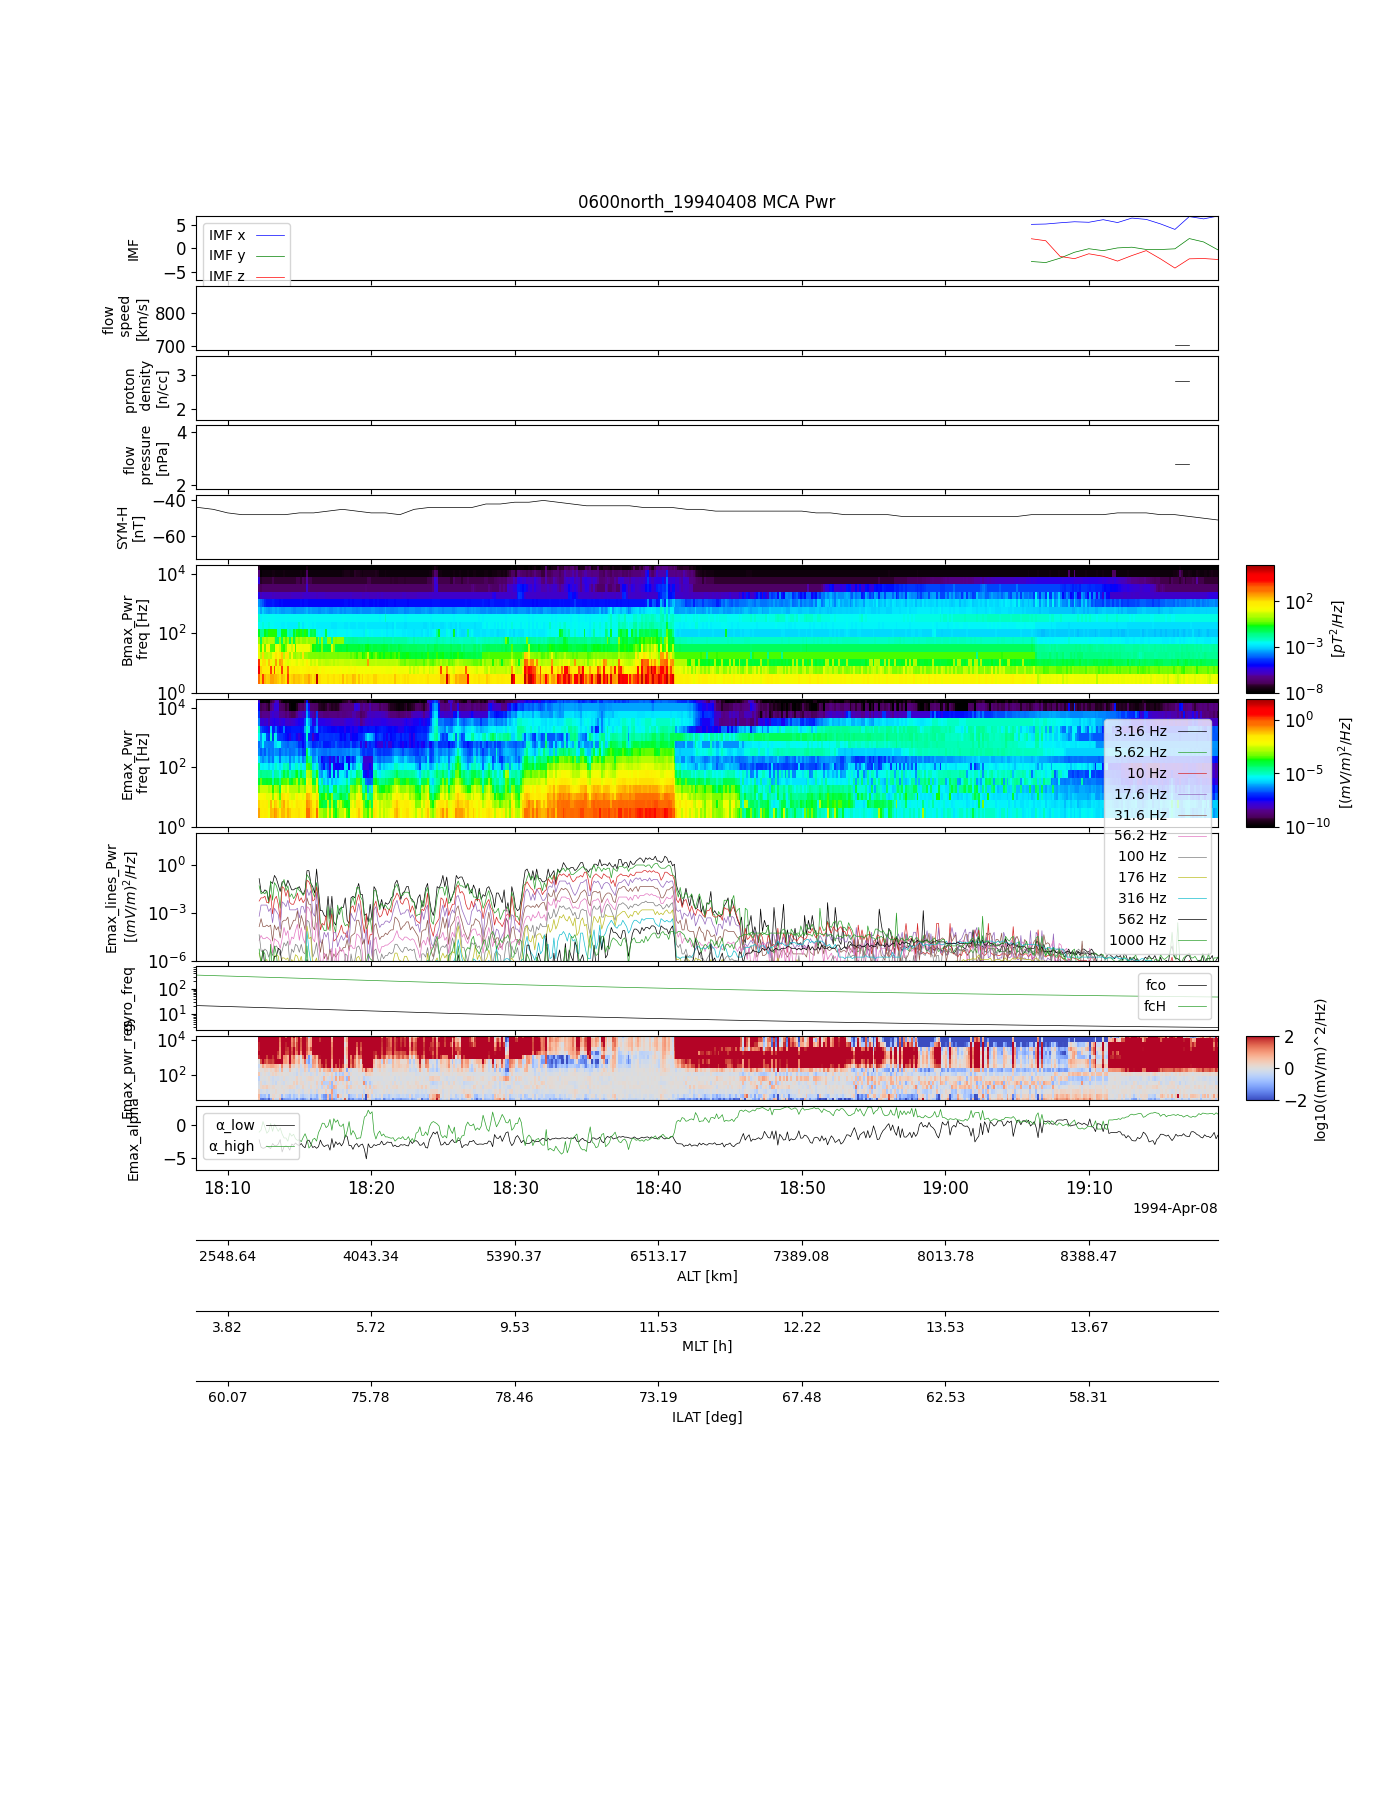 0600north_19940408 MCA Pwr
IMF
5
0
−5
IMF x
IMF y
IMF z
flow
speed
[km/s]
800
700
proton
density
[n/cc]
3
2
flow
pressure
[nPa]
4
2
SYM-H
[nT]
−40
−60
Bmax_Pwr
freq [Hz]
10^4
10^2
10^0
10^2
10^−3
10^−8
[pT^2/Hz]
Emax_Pwr
freq [Hz]
10^4
10^2
10^0
10^0
10^−5
10^−10
[(mV/m)^2/Hz]
3.16 Hz
5.62 Hz
10 Hz
17.6 Hz
31.6 Hz
56.2 Hz
100 Hz
176 Hz
316 Hz
562 Hz
1000 Hz
Emax_lines_Pwr
[(mV/m)^2/Hz]
10^0
10^−3
10^−6
10^2
10^1
fco
fcH
10^4
10^2
2
0
−2
log10((mV/m)^2/Hz)
Emax_alpha
0
−5
α_low
α_high
18:10 18:20 18:30 18:40 18:50 19:00 19:10
1994-Apr-08
2548.64 4043.34 5390.37 6513.17 7389.08 8013.78 8388.47
ALT [km]
3.82 5.72 9.53 11.53 12.22 13.53 13.67
MLT [h]
60.07 75.78 78.46 73.19 67.48 62.53 58.31
ILAT [deg]